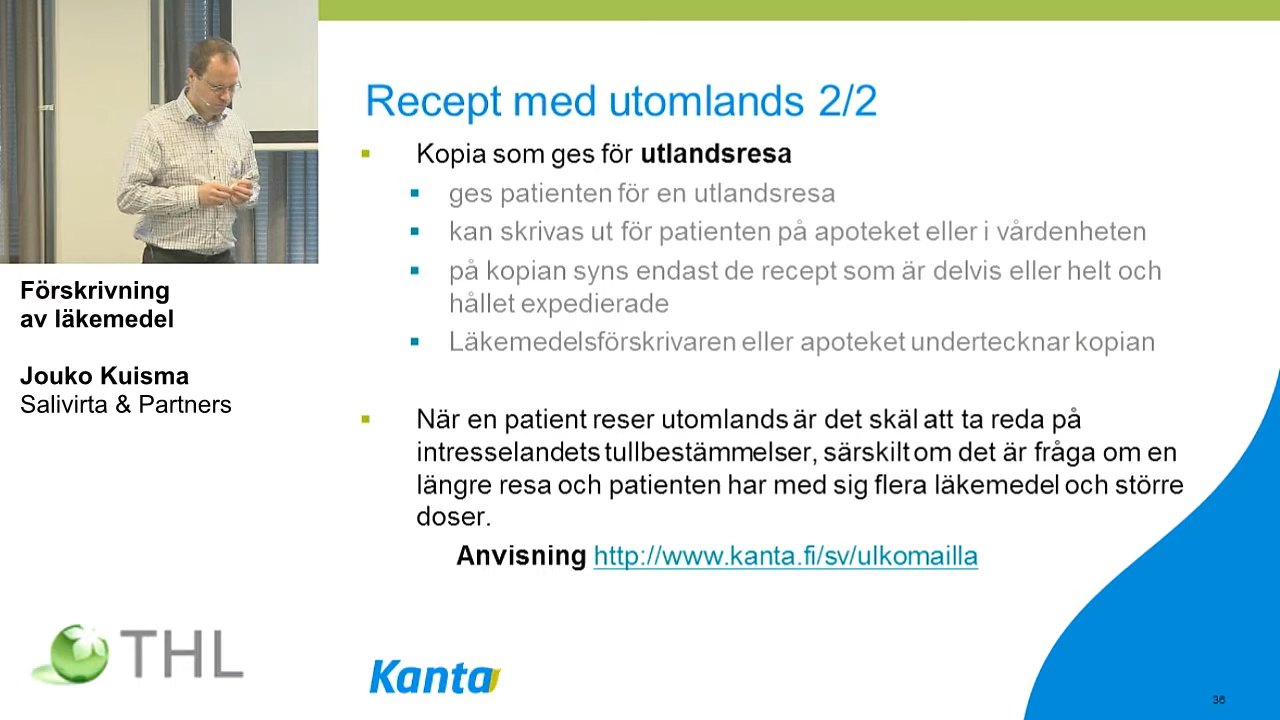 Recept med utomlands 2/2
Kopia som ges för utlandsresa
ges patienten för en utlandsresa
kan skrivas ut för patienten på apoteket eller i vårdenheten
på kopian syns endast de recept som är delvis eller helt och
hållet expedierade
Läkemedelsförskrivaren eller apoteket undertecknar kopian
När en patient reser utomlands är det skäl att ta reda på
intresselandets tullbestämmelser, särskilt om det är fråga om en
längre resa och patienten har med sig flera läkemedel och större
doser.
Anvisning http://www.kanta.fi/sv/ulkomailla
Förskrivning
av läkemedel
Jouko Kuisma
Salivirta & Partners
THL
Kanta
36